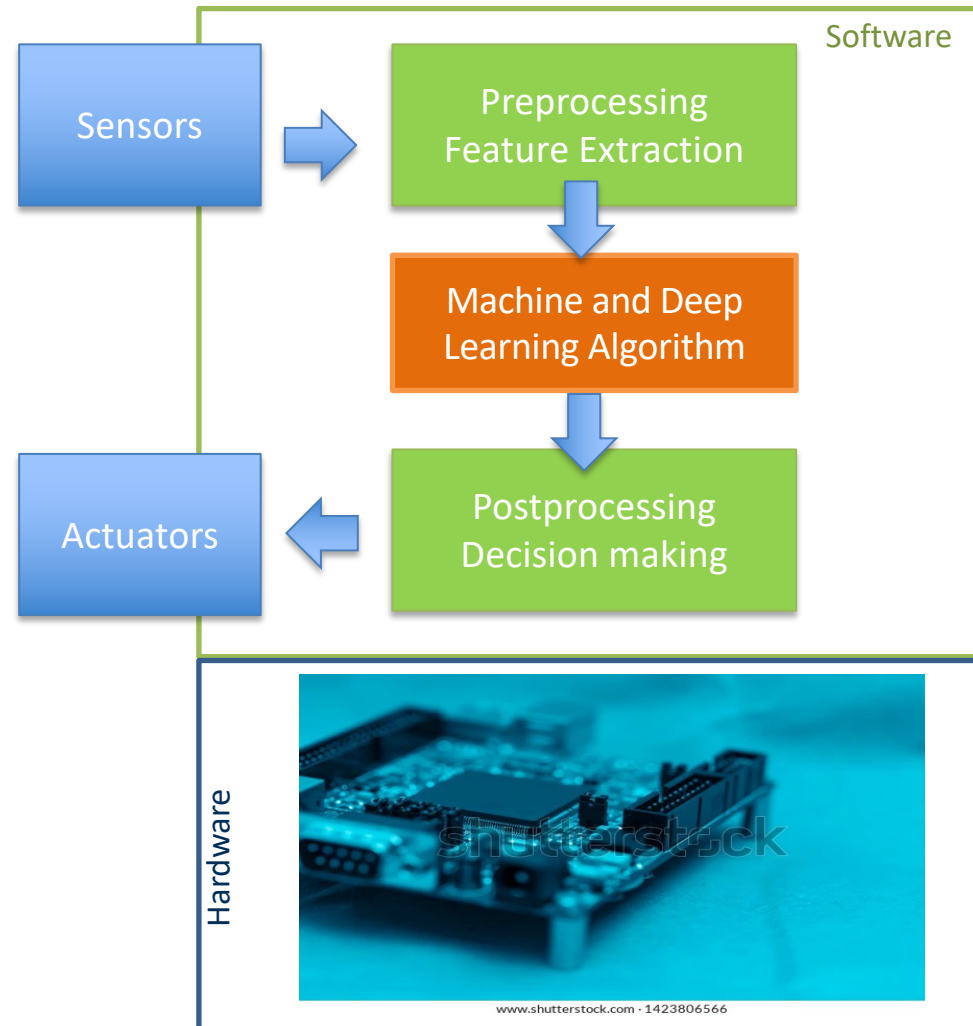 Software
Sensors
Preprocessing
Feature Extraction
Machine and Deep
Learning Algorithm
Actuators
Postprocessing
Decision making
Hardware
shutterstock
www.shutterstock.com · 1423806566